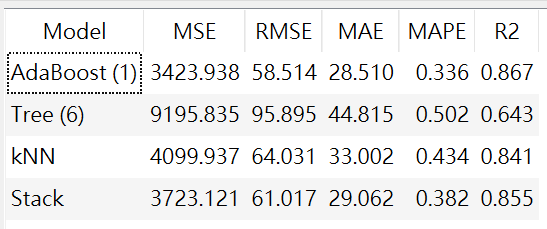 Model MSE RMSE MAE MAPE R2
AdaBoost (1) 3423.938 58.514 28.510 0.336 0.867
Tree (6) 9195.835 95.895 44.815 0.502 0.643
kNN 4099.937 64.031 33.002 0.434 0.841
Stack 3723.121 61.017 29.062 0.382 0.855